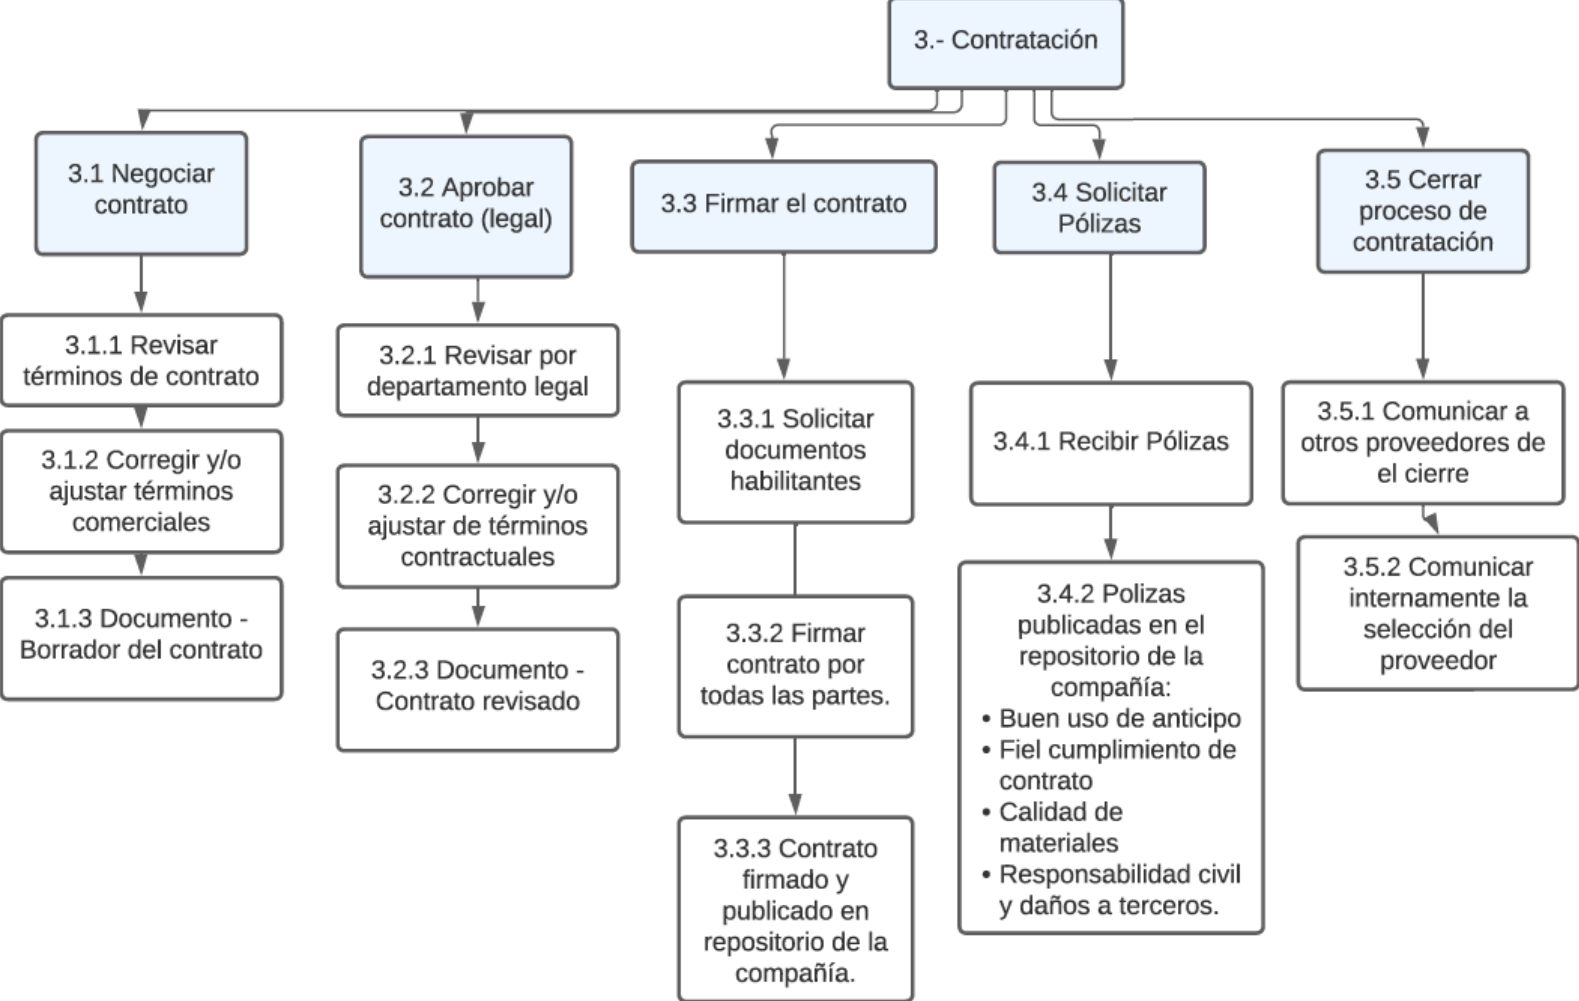 3.- Contratación
3.1 Negociar
contrato
3.1.1 Revisar
términos de contrato
3.1.2 Corregir y/o
ajustar términos
comerciales
3.1.3 Documento -
Borrador del contrato
3.2 Aprobar
contrato (legal)
3.2.1 Revisar por
departamento legal
3.2.2 Corregir y/o
ajustar de términos
contractuales
3.2.3 Documento -
Contrato revisado
3.3 Firmar el contrato
3.3.1 Solicitar
documentos
habilitantes
3.3.2 Firmar
contrato por
todas las partes.
3.3.3 Contrato
firmado y
publicado en
repositorio de la
compañía.
3.4 Solicitar
Pólizas
3.4.1 Recibir Pólizas
3.4.2 Polizas
publicadas en el
repositorio de la
compañía:
• Buen uso de anticipo
• Fiel cumplimiento de
contrato
• Calidad de
materiales
• Responsabilidad civil
y daños a terceros.
3.5 Cerrar
proceso de
contratación
3.5.1 Comunicar a
otros proveedores de
el cierre
3.5.2 Comunicar
internamente la
selección del
proveedor